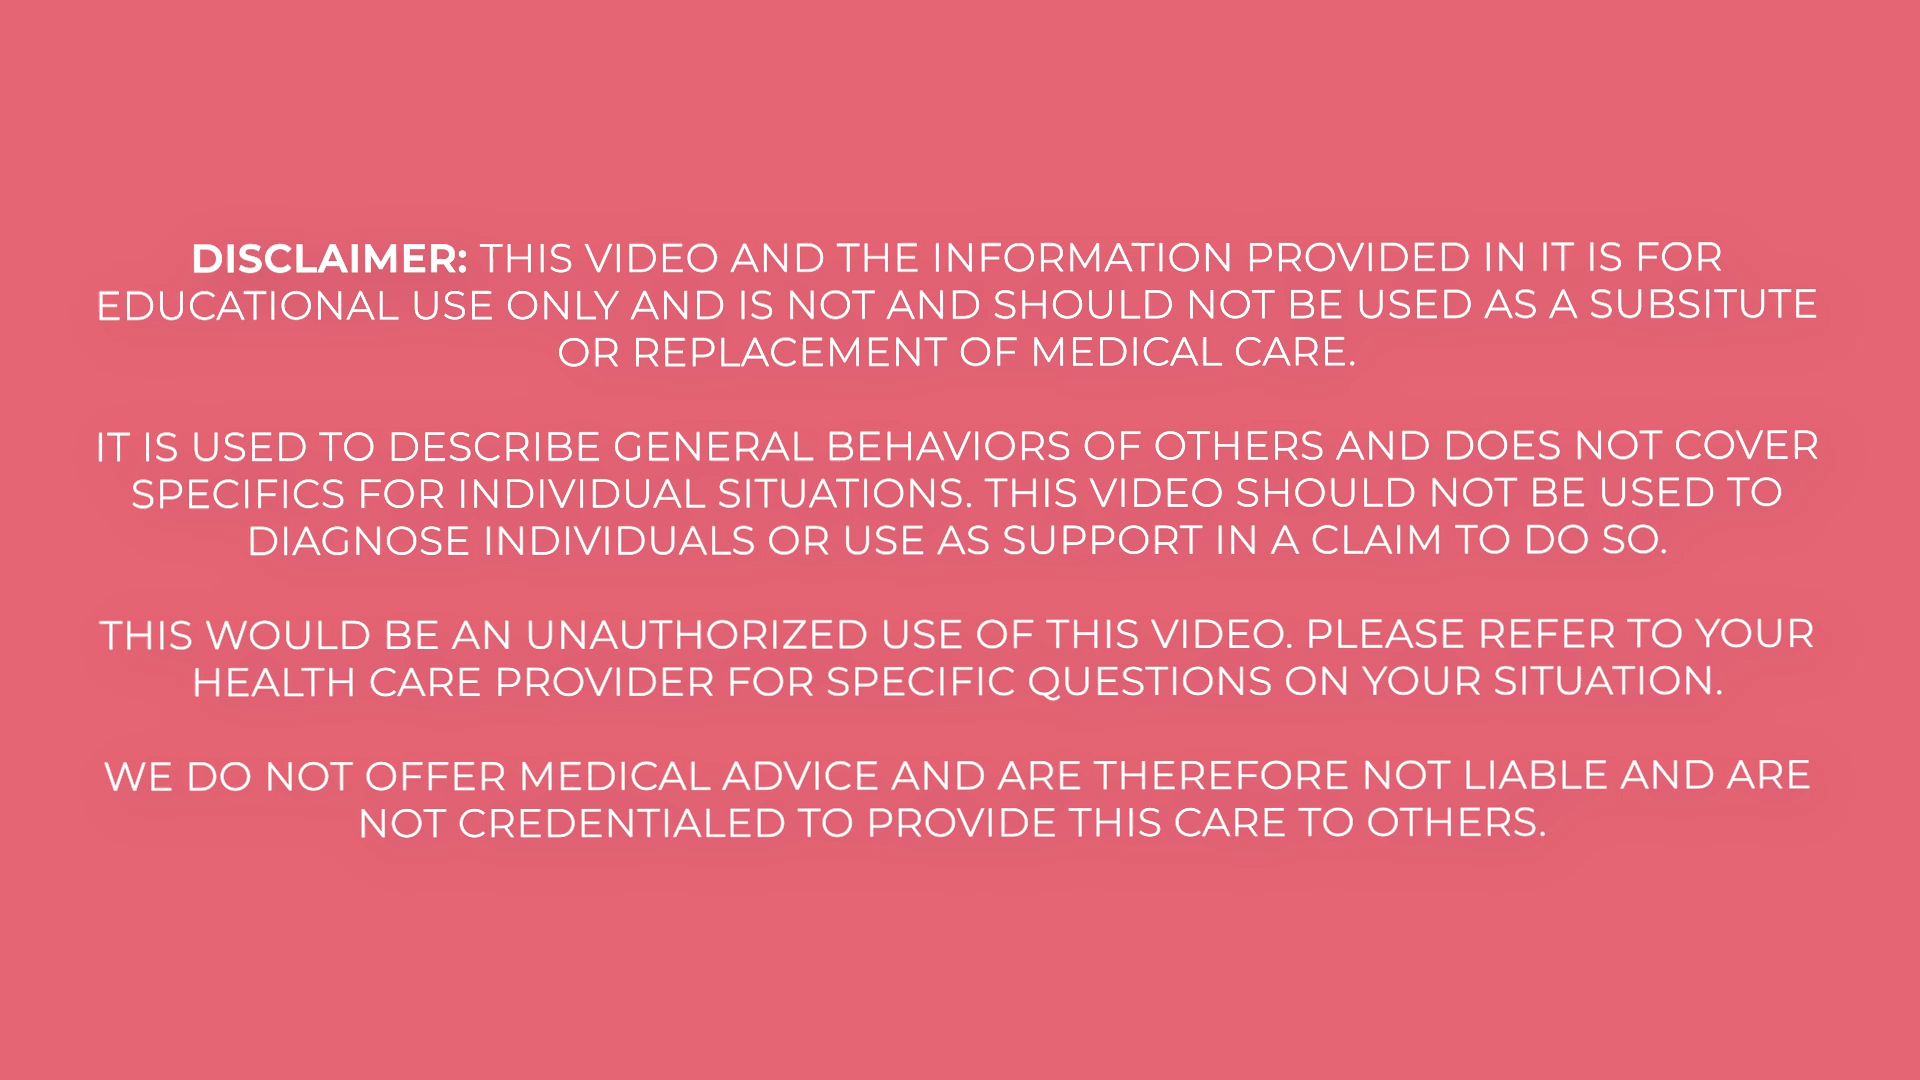 DISCLAIMER: THIS VIDEO AND THE INFORMATION PROVIDED IN IT IS FOR
EDUCATIONAL USE ONLY AND IS NOT AND SHOULD NOT BE USED AS A SUBSITUTE
OR REPLACEMENT OF MEDICAL CARE.
IT IS USED TO DESCRIBE GENERAL BEHAVIORS OF OTHERS AND DOES NOT COVER
SPECIFICS FOR INDIVIDUAL SITUATIONS. THIS VIDEO SHOULD NOT BE USED TO
DIAGNOSE INDIVIDUALS OR USE AS SUPPORT IN A CLAIM TO DO SO.
THIS WOULD BE AN UNAUTHORIZED USE OF THIS VIDEO. PLEASE REFER TO YOUR
HEALTH CARE PROVIDER FOR SPECIFIC QUESTIONS ON YOUR SITUATION.
WE DO NOT OFFER MEDICAL ADVICE AND ARE THEREFORE NOT LIABLE AND ARE
NOT CREDENTIALED TO PROVIDE THIS CARE TO OTHERS.